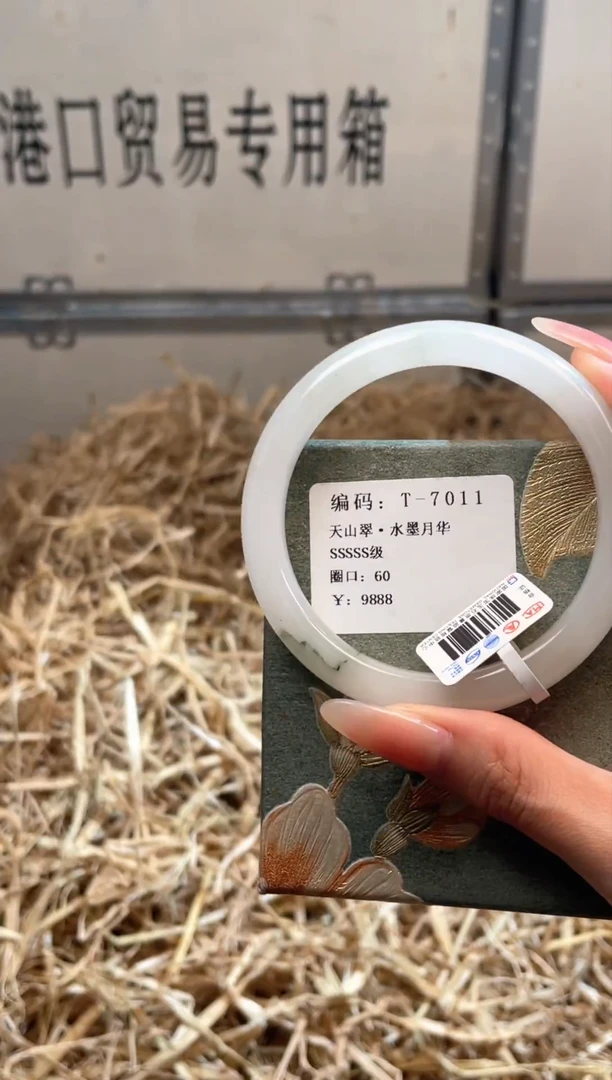 港口贸易专用箱
编码：T-7011
天山翠·水墨月华
SSSSS级
圈口：60
￥：9888